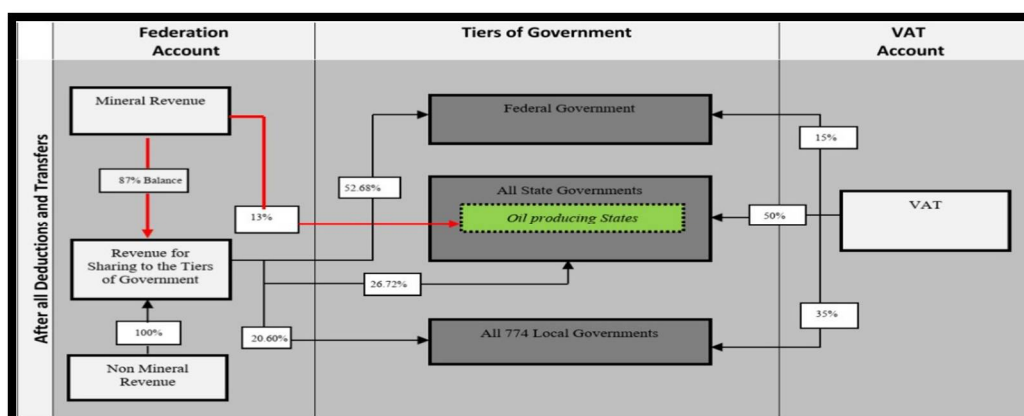 Federation
Account
Tiers of Government
VAT
Account
After all Deductions and Transfers
Mineral Revenue
Federal Government
15%
87% Balance
52.68%
All State Governments
Oil producing States
VAT
13%
50%
Revenue for
Sharing to the Tiers
of Government
26.72%
35%
100%
20.60%
All 774 Local Governments
Non Mineral
Revenue